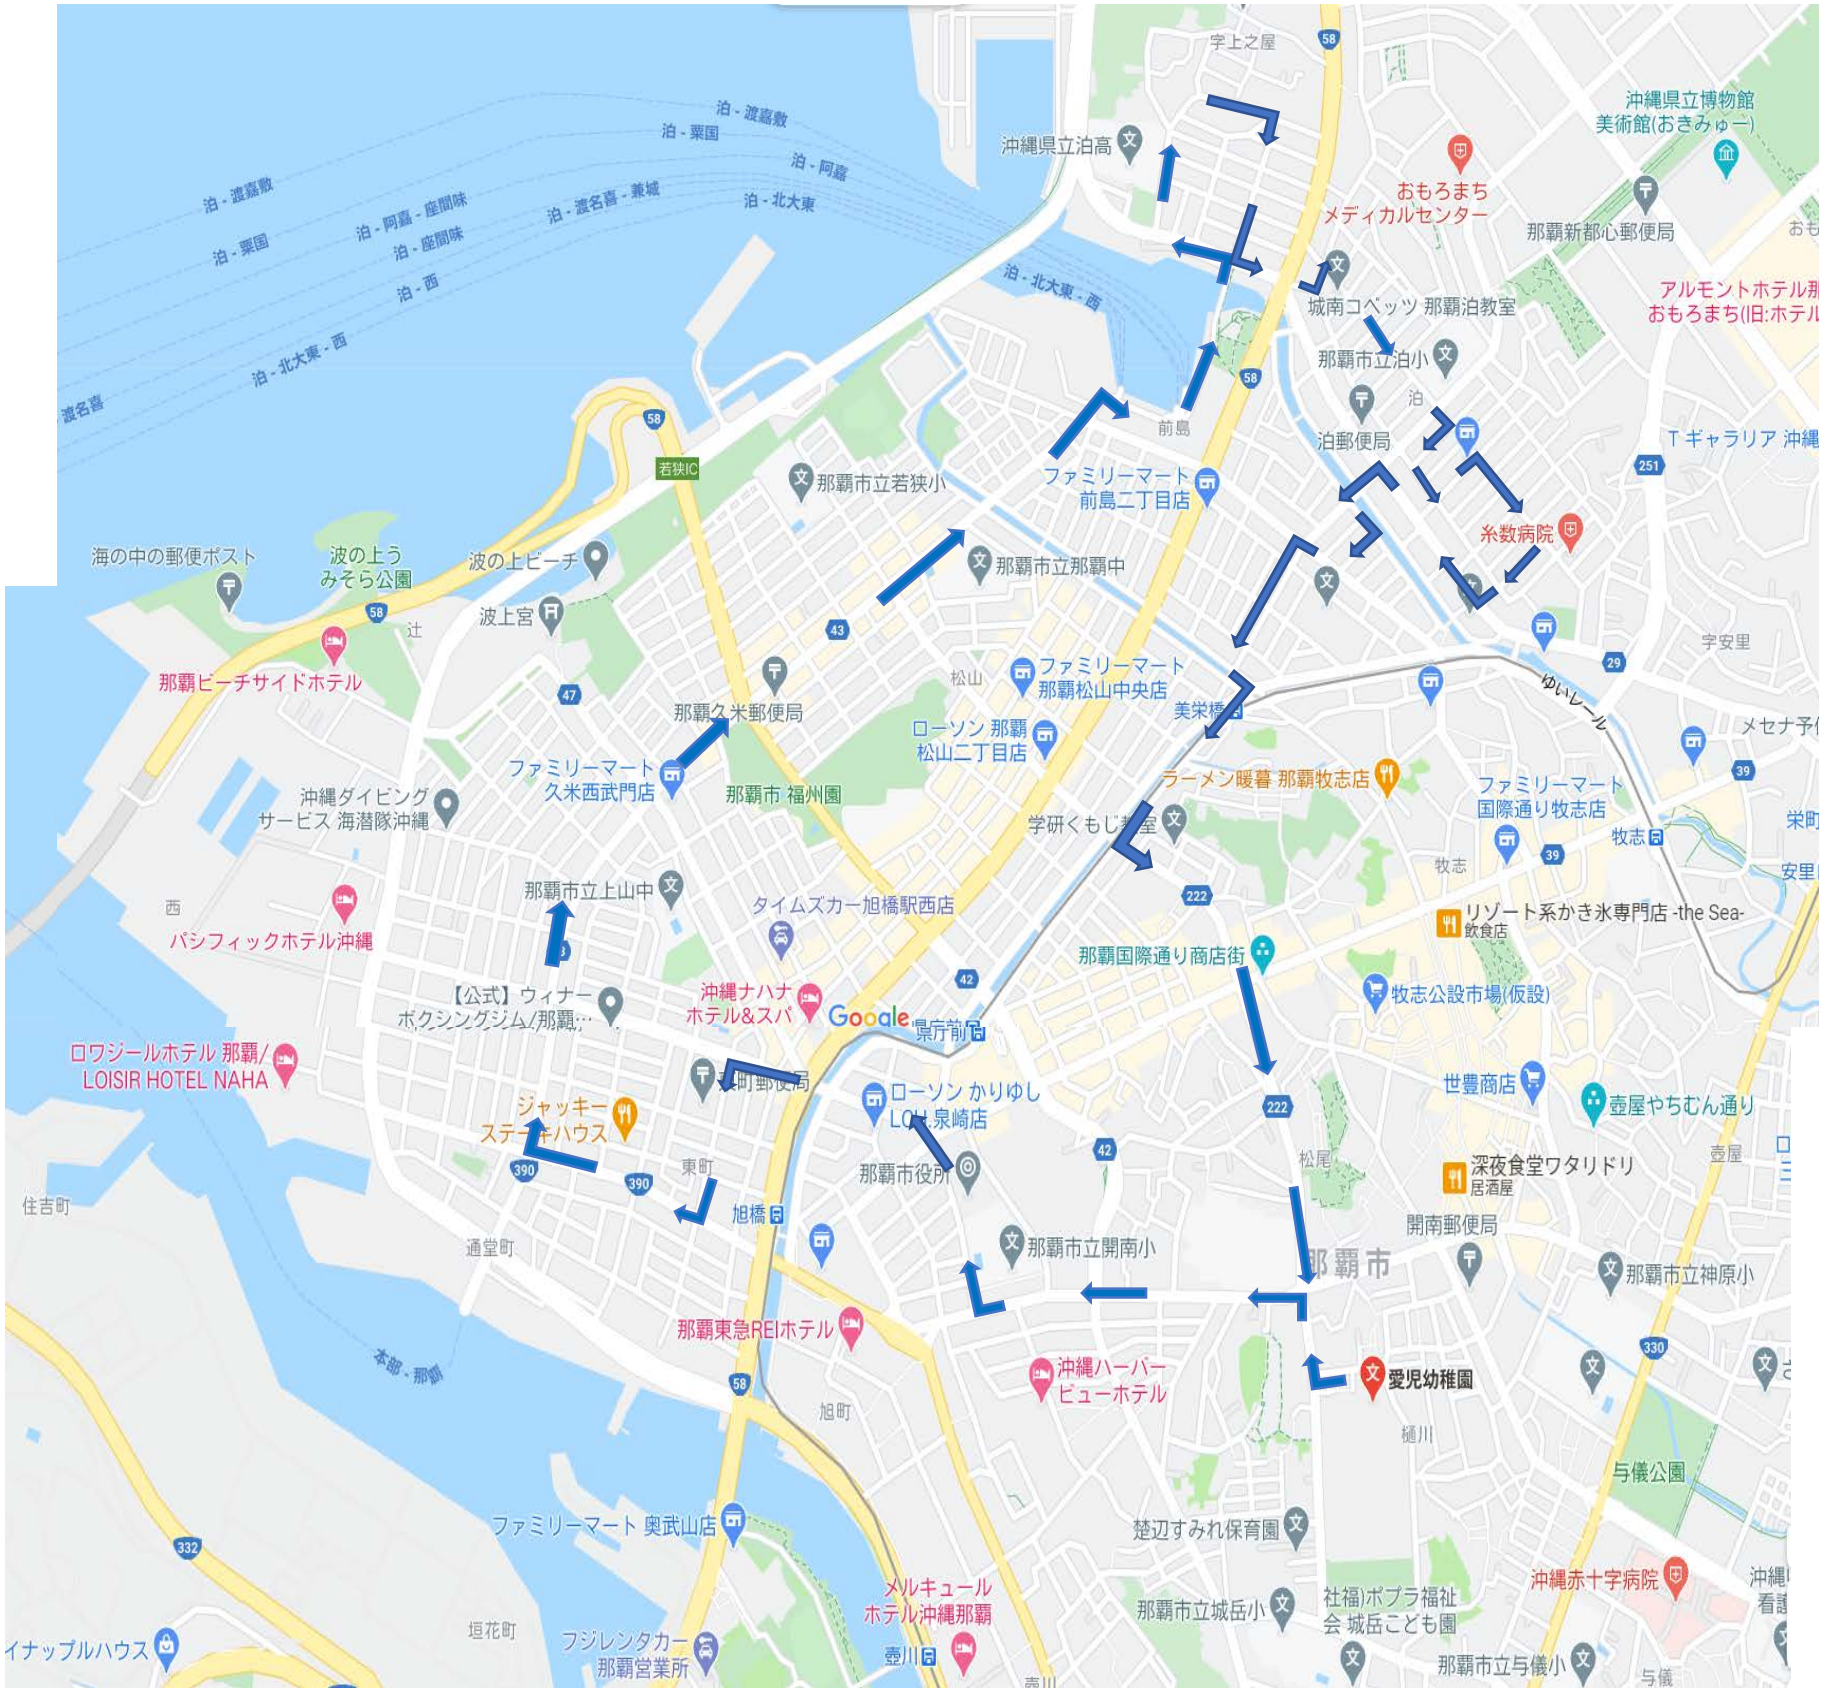 字上之屋
58
沖縄県立博物館
美術館(おきみゅー)
泊 - 渡嘉敷
泊 - 粟国
沖縄県立泊高
泊 - 阿嘉
おもろまち
メディカルセンター
泊 - 渡嘉敷
泊 - 阿嘉 - 座間味
泊 - 渡名喜 - 兼城
泊 - 北大東
那覇新都心郵便局
泊 - 粟国
泊 - 座間味
泊 - 西
泊 - 北大東 - 西
城南コベッツ 那覇泊教室
アルモントホテル那
おもろまち(旧:ホテル
泊 - 北大東 - 西
那覇市立泊小
58
渡名喜
58
泊
前島
泊郵便局
T ギャラリア 沖縄
若狭IC
251
那覇市立若狭小
ファミリーマート
前島二丁目店
糸数病院
海の中の郵便ポスト
波の上う
みそら公園
波の上ビーチ
那覇市立那覇中
58
波上宮
辻
43
字安里
29
那覇ビーチサイドホテル
松山
ファミリーマート
那覇松山中央店
ゆいレール
47
那覇久米郵便局
美栄橋
ローソン 那覇
松山二丁目店
メセナ予
ファミリーマート
久米西武門店
那覇市 福州園
ラーメン暖暮 那覇牧志店
ファミリーマート
国際通り牧志店
39
沖縄ダイビング
サービス 海潜隊沖縄
学研くもじ
室
牧志
栄町
39
牧志
安里
那覇市立上山中
222
西
タイムズカー旭橋駅西店
リゾート系かき氷専門店 -the Sea-
飲食店
パシフィックホテル沖縄
那覇国際通り商店街
42
【公式】ウィナー
ボクシングジム/那覇…
沖縄ナハナ
ホテル&スパ
Google
県庁前
牧志公設市場(仮設)
ロワジールホテル 那覇/
LOISIR HOTEL NAHA
町郵便局
ローソン かりゆし
泉崎店
世豊商店
壺屋やちむん通り
222
ジャッキー
ステーキハウス
42
390
390
東町
那覇市役所
松尾
深夜食堂ワタリドリ
居酒屋
壺屋
住吉町
旭橋
通堂町
那覇市立開南小
開南郵便局
那覇市
那覇市立神原小
那覇東急REIホテル
330
本部 - 那覇
沖縄ハーバー
ビューホテル
愛児幼稚園
58
旭町
樋川
与儀公園
ファミリーマート 奥武山店
楚辺すみれ保育園
332
沖縄赤十字病院
メルキュール
ホテル沖縄那覇
那覇市立城岳小
社福)ポプラ福祉
会 城岳こども園
垣花町
フジレンタカー
那覇営業所
イナップルハウス
壺川
那覇市立与儀小
与儀